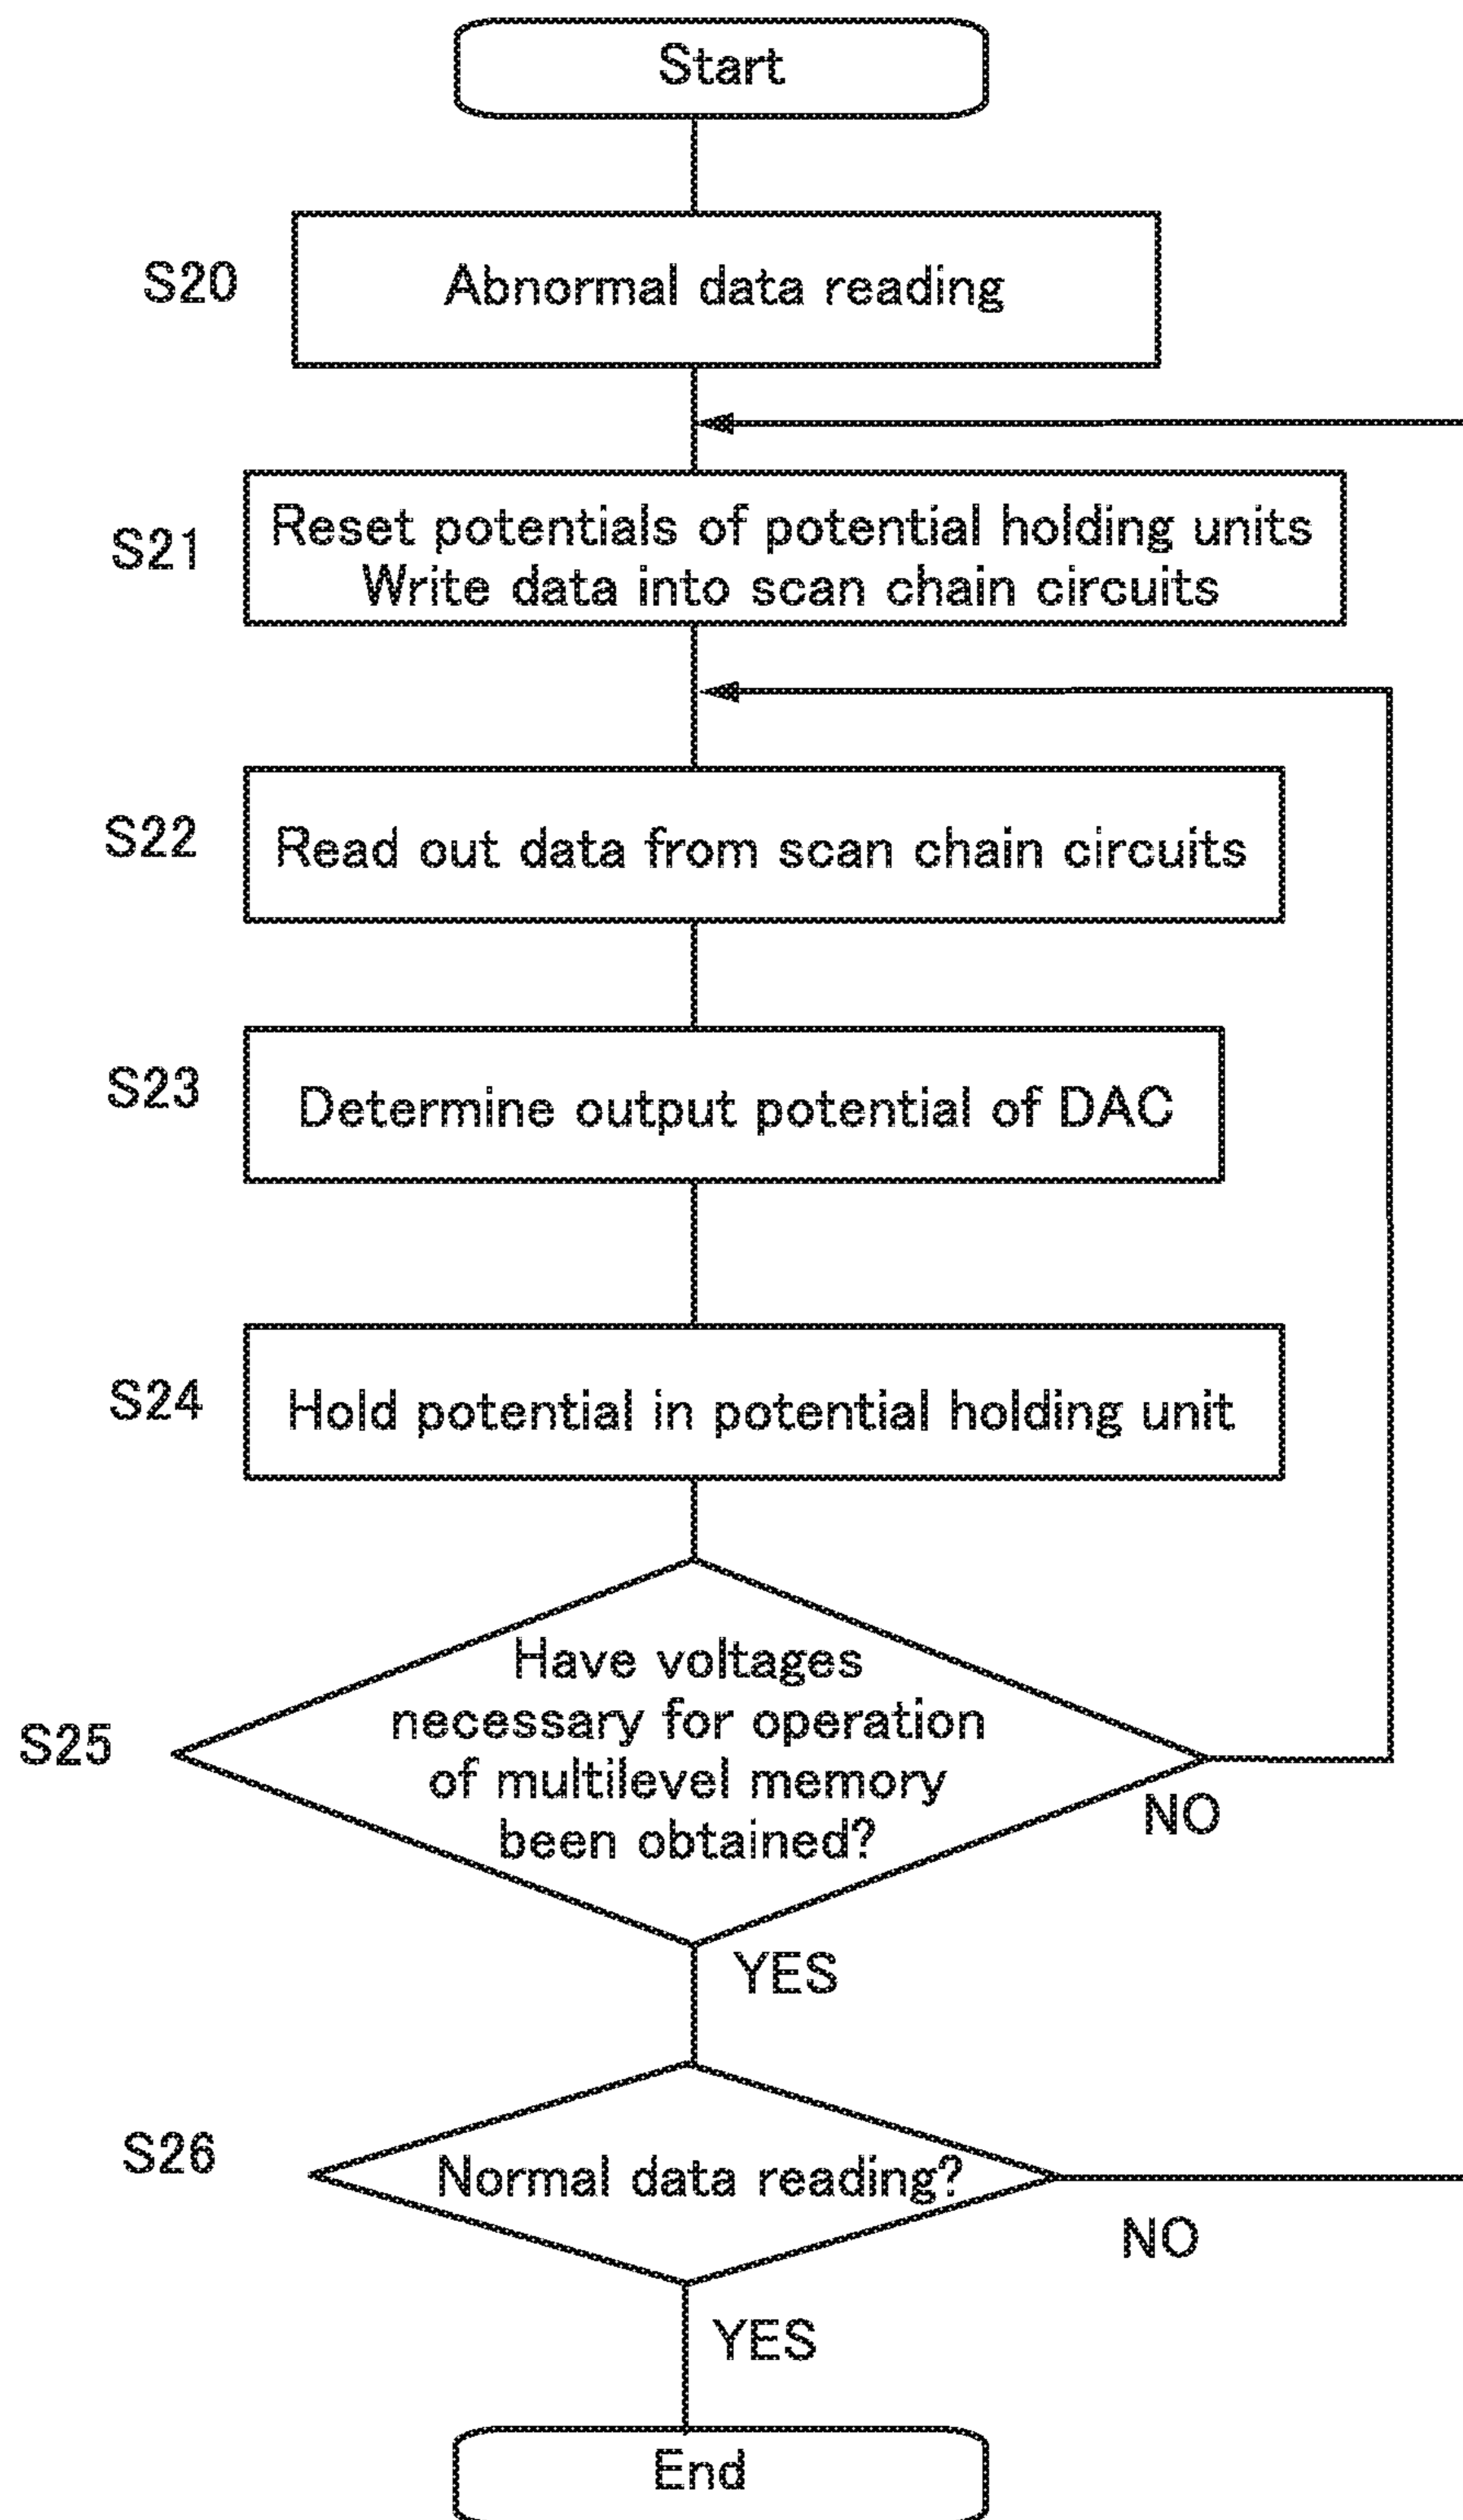 Start
S20
Abnormal data reading
S21
Reset potentials of potential holding units
Write data into scan chain circuits
S22
Read out data from scan chain circuits
S23
Determine output potential of DAC
S24
Hold potential in potential holding unit
S25
Have voltages
necessary for operation
of multilevel memory
been obtained?
NO
YES
S26
Normal data reading?
NO
YES
End